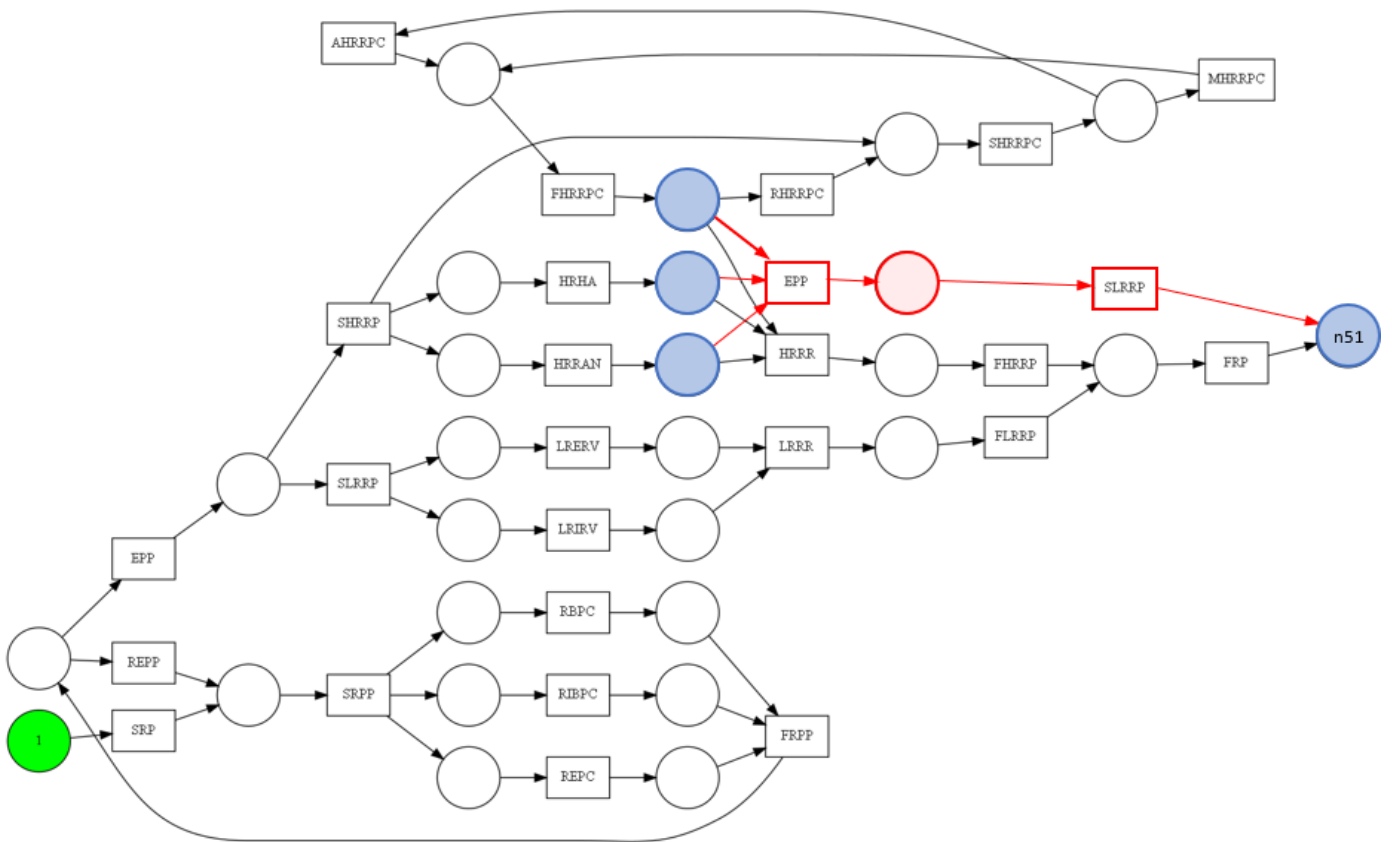 AHRRPC
MHRRPC
SHRRPC
FHRRPC
RHRRPC
HRHA
EPP
SLRRP
SHRRP
n51
HRRAN
HRRR
FHRRP
FRP
LRERV
LRRR
FLRRP
SLRRP
LRIRV
EPP
RBPC
REPP
SRPP
RIBPC
1
SRP
FRPP
REPC